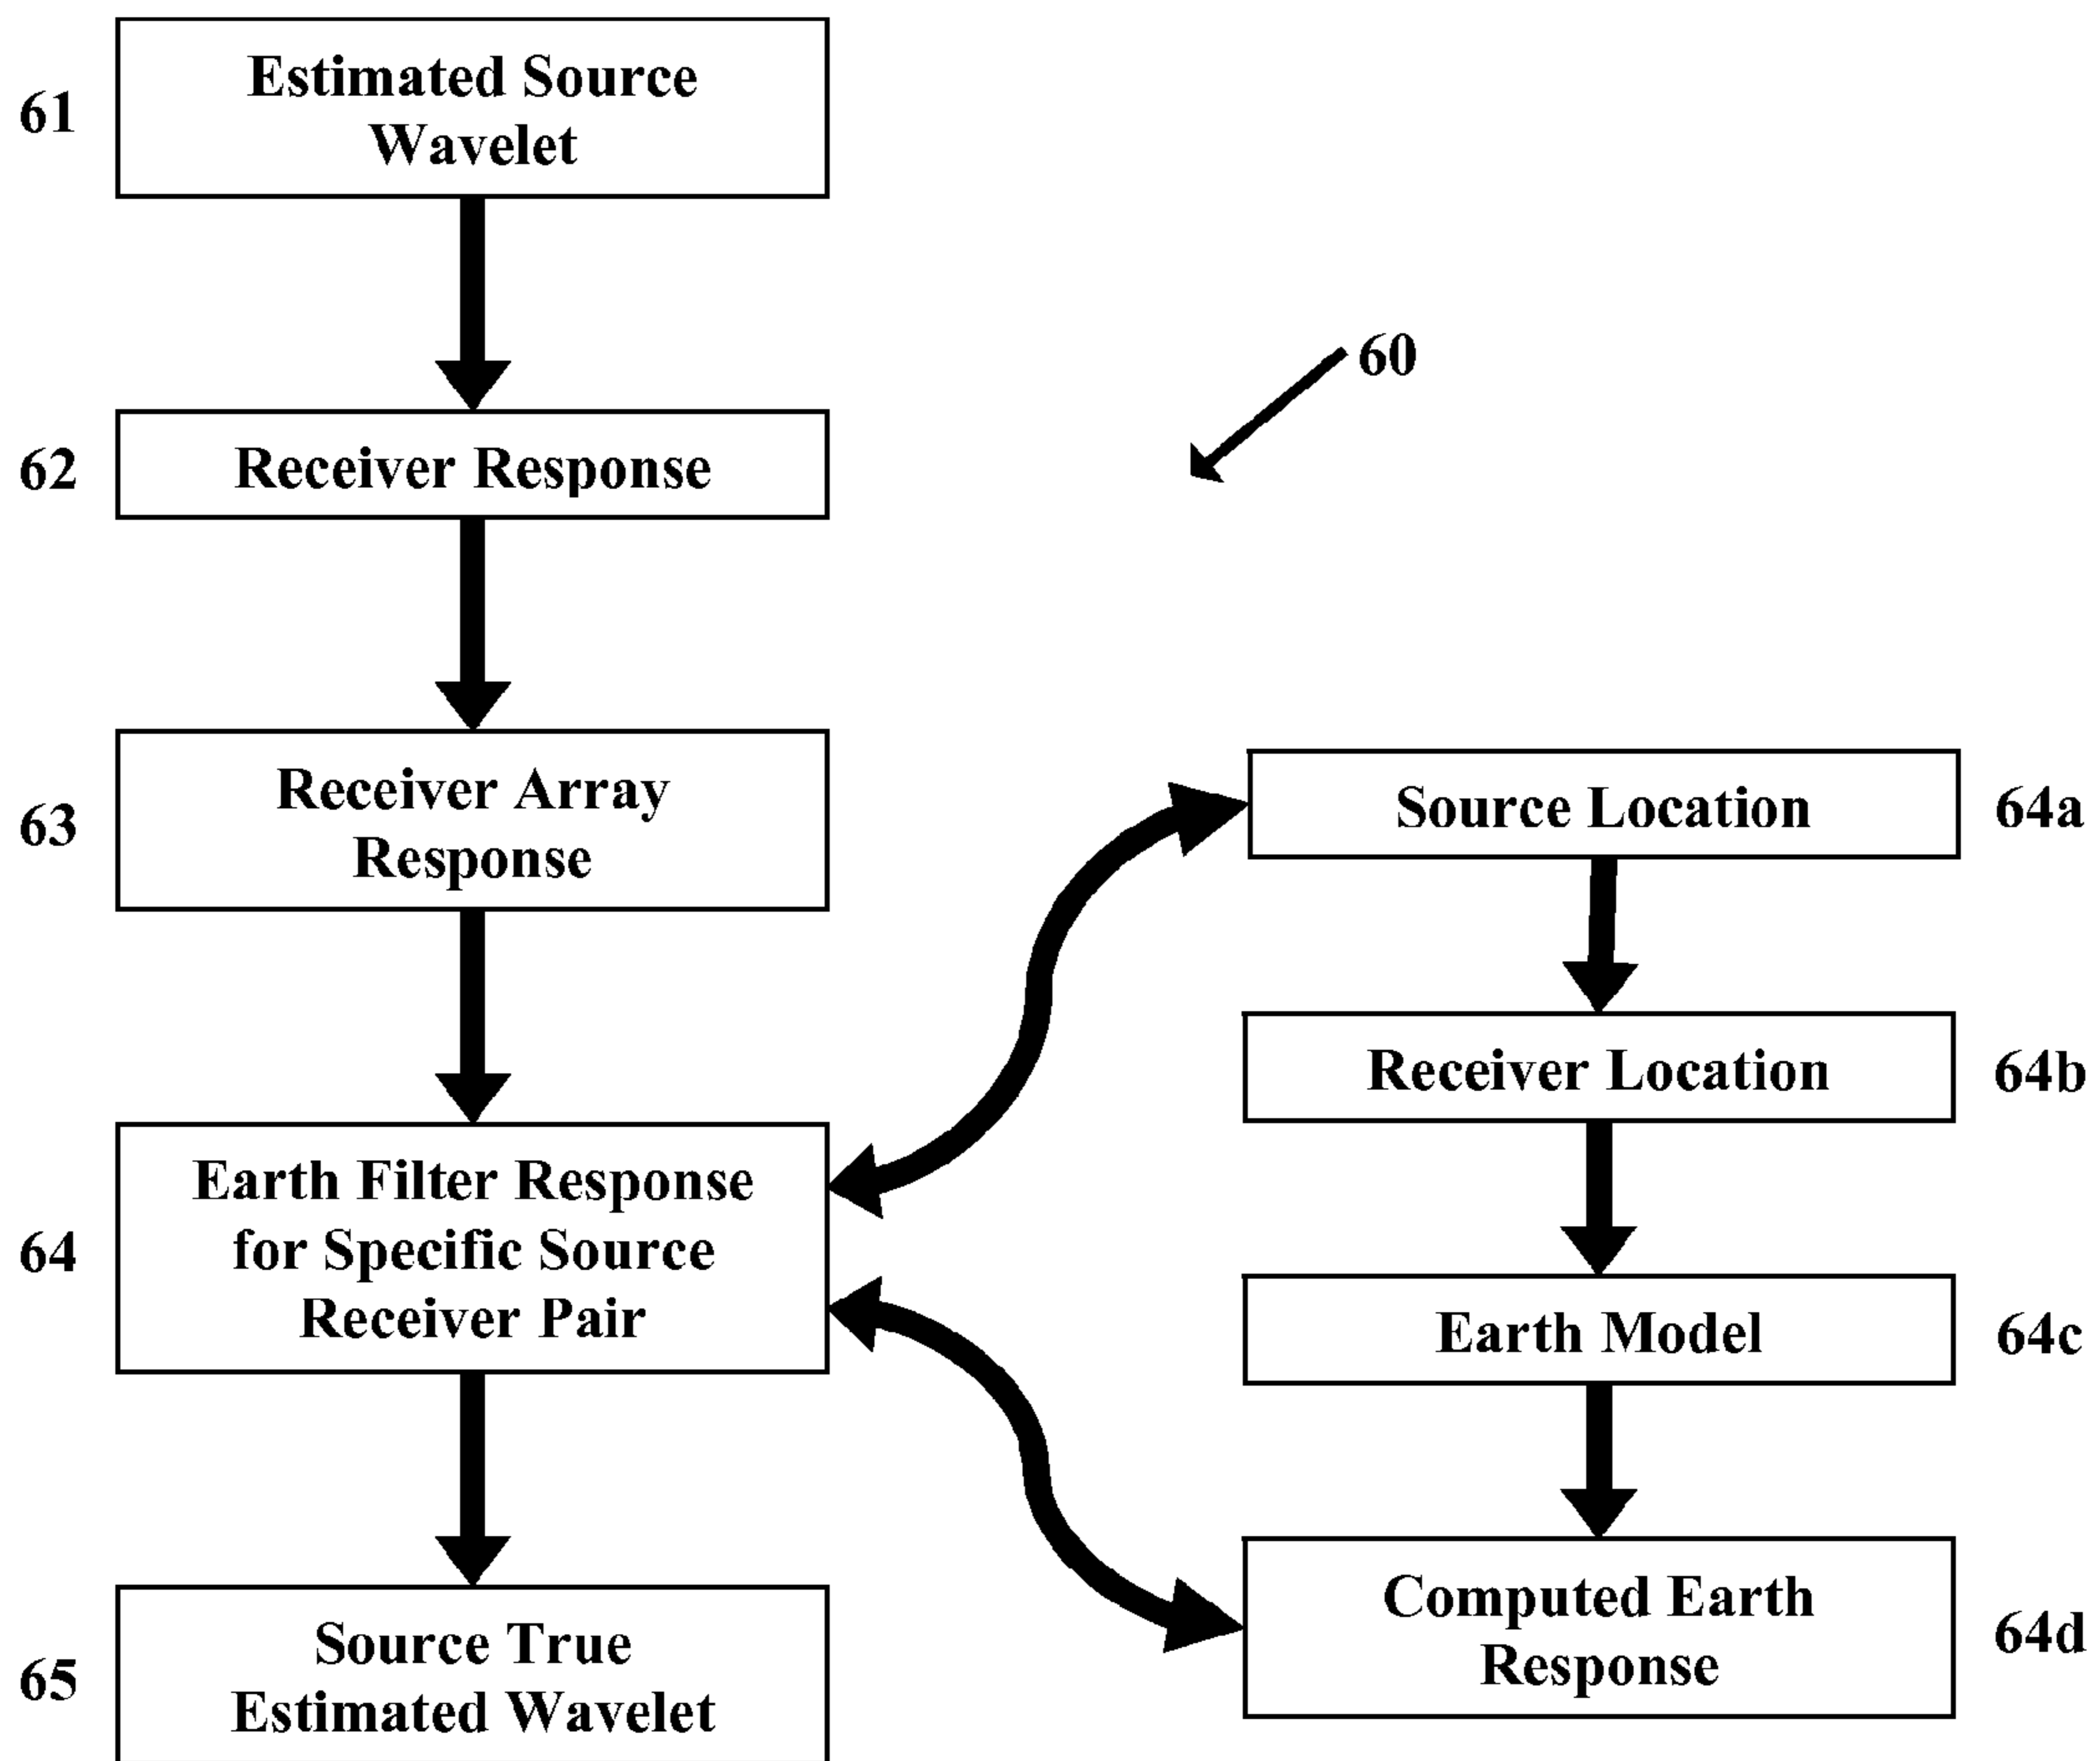 61
Estimated Source
Wavelet
60
62
Receiver Response
63
Receiver Array
Response
Source Location
64a
Receiver Location
64b
64
Earth Filter Response
for Specific Source
Receiver Pair
Earth Model
64c
65
Source True
Estimated Wavelet
Computed Earth
Response
64d